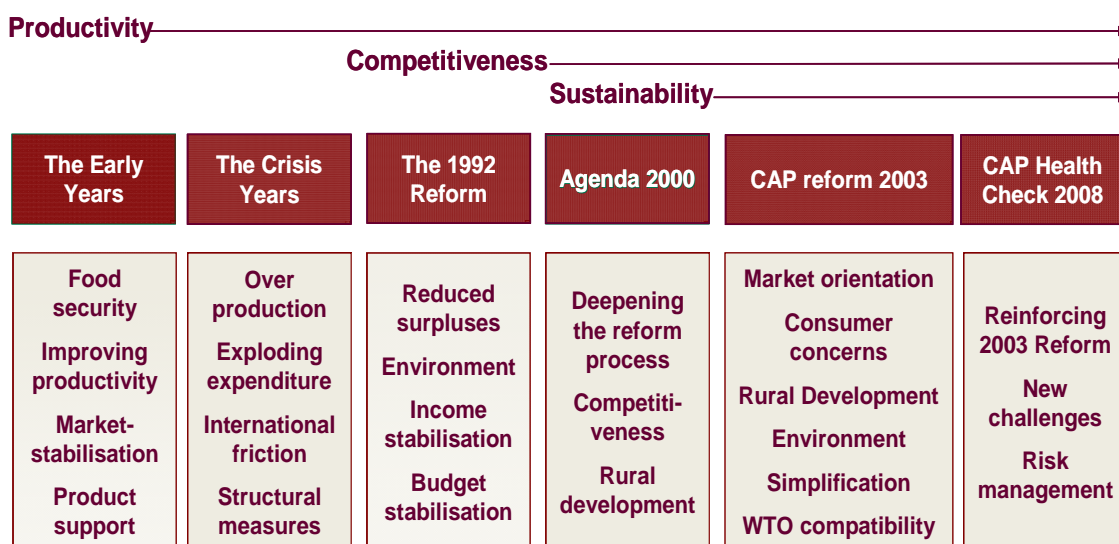 Productivity
Competitiveness
Sustainability
The Early
Years
The Crisis
Years
The 1992
Reform
Agenda 2000
CAP reform 2003
CAP Health
Check 2008
Food
security
Improving
productivity
Market-
stabilisation
Product
support
Over
production
Exploding
expenditure
International
friction
Structural
measures
Reduced
surpluses
Environment
Income
stabilisation
Budget
stabilisation
Deepening
the reform
process
Competiti-
veness
Rural
development
Market orientation
Consumer
concerns
Rural Development
Environment
Simplification
WTO compatibility
Reinforcing
2003 Reform
New
challenges
Risk
management